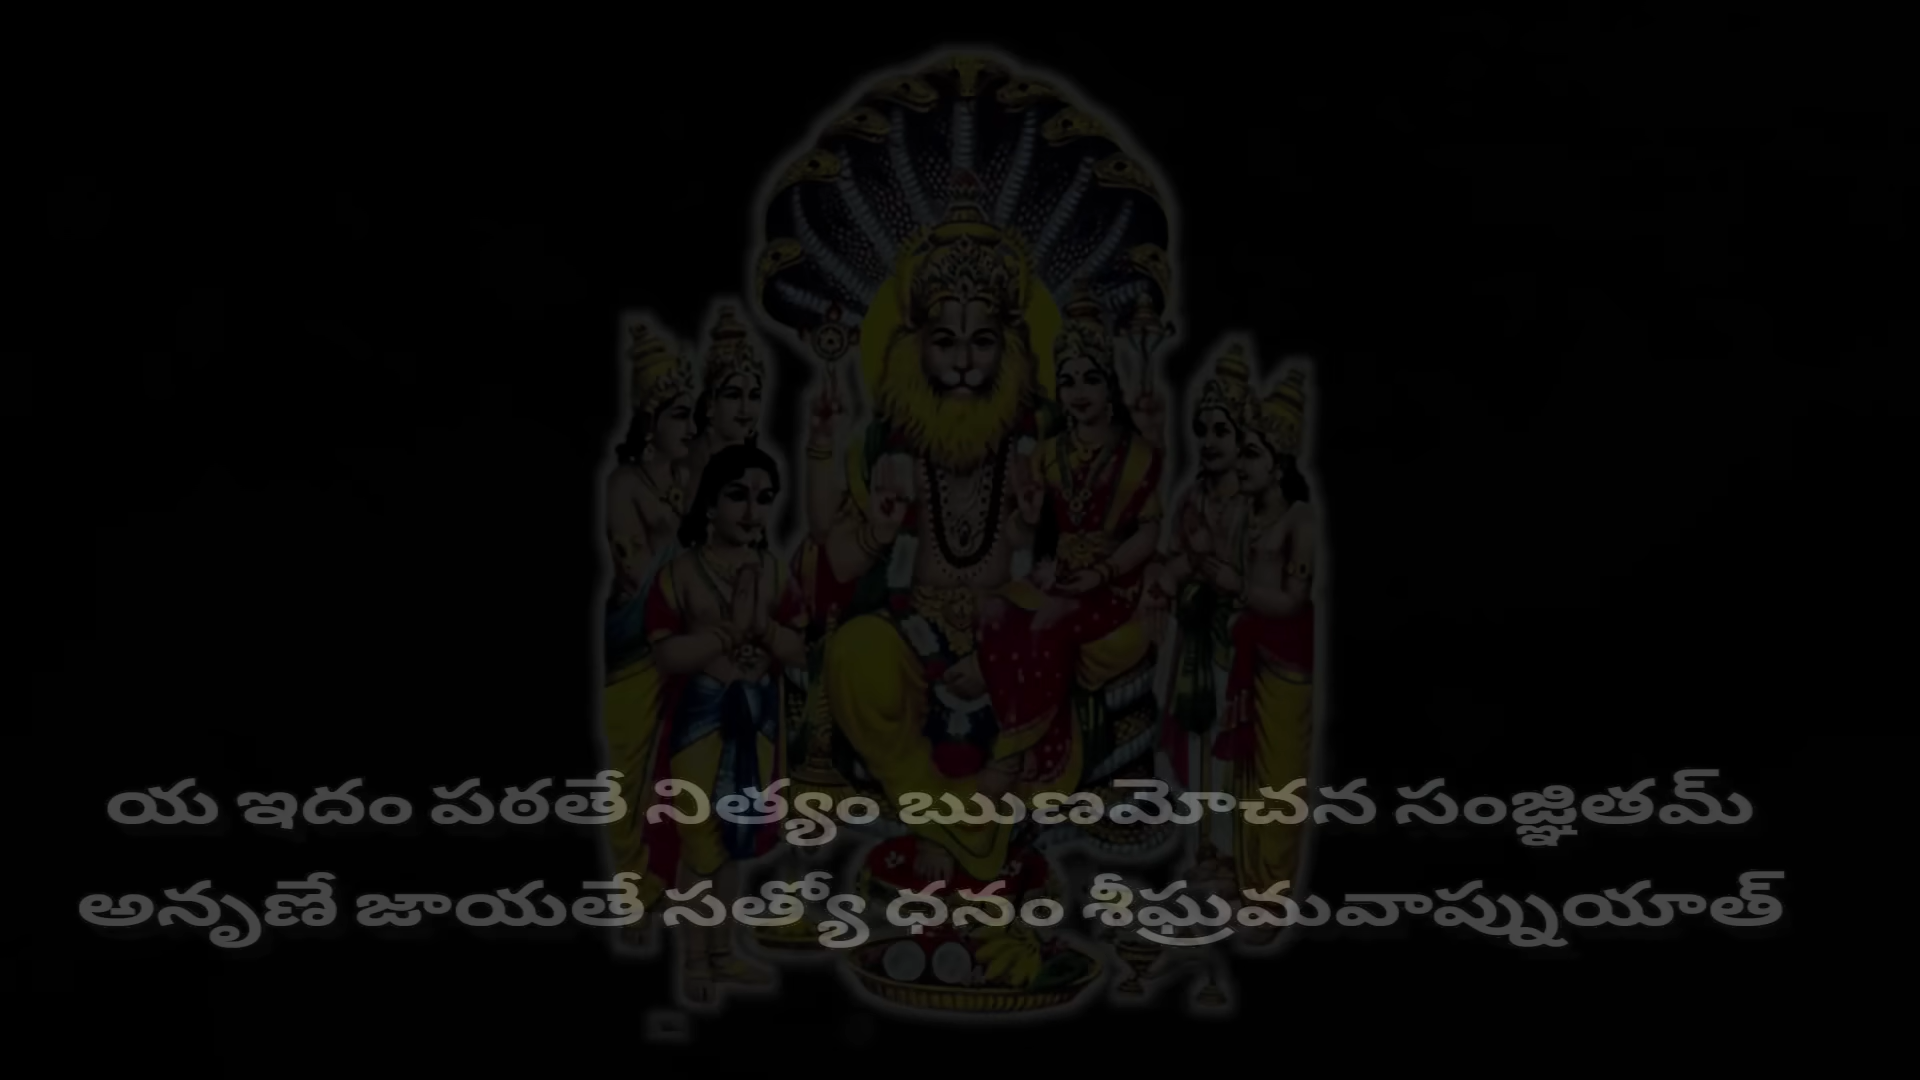 య ఇదం పఠతే నిత్యం ఋణమోచన సంజ్ఞితమ్
అనృణే జాయతే సత్యో ధనం శీఘ్రమవాప్నుయాత్